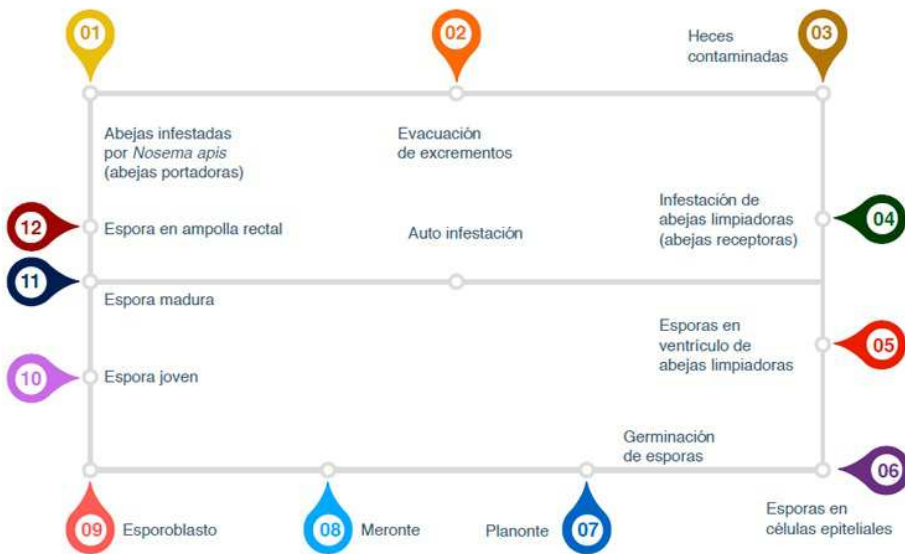 01
02
03
Heces
contaminadas
Abejas infestadas
por Nosema apis
(abejas portadoras)
Evacuación
de excrementos
12
Espora en ampolla rectal
Auto infestación
Infestación de
abejas limpiadoras
(abejas receptoras)
04
11
Espora madura
Esporas en
ventrículo de
abejas limpiadoras
05
10
Espora joven
Germinación
de esporas
06
Esporas en
células epiteliales
09
Esporoblasto
08
Meronte
Planonte
07